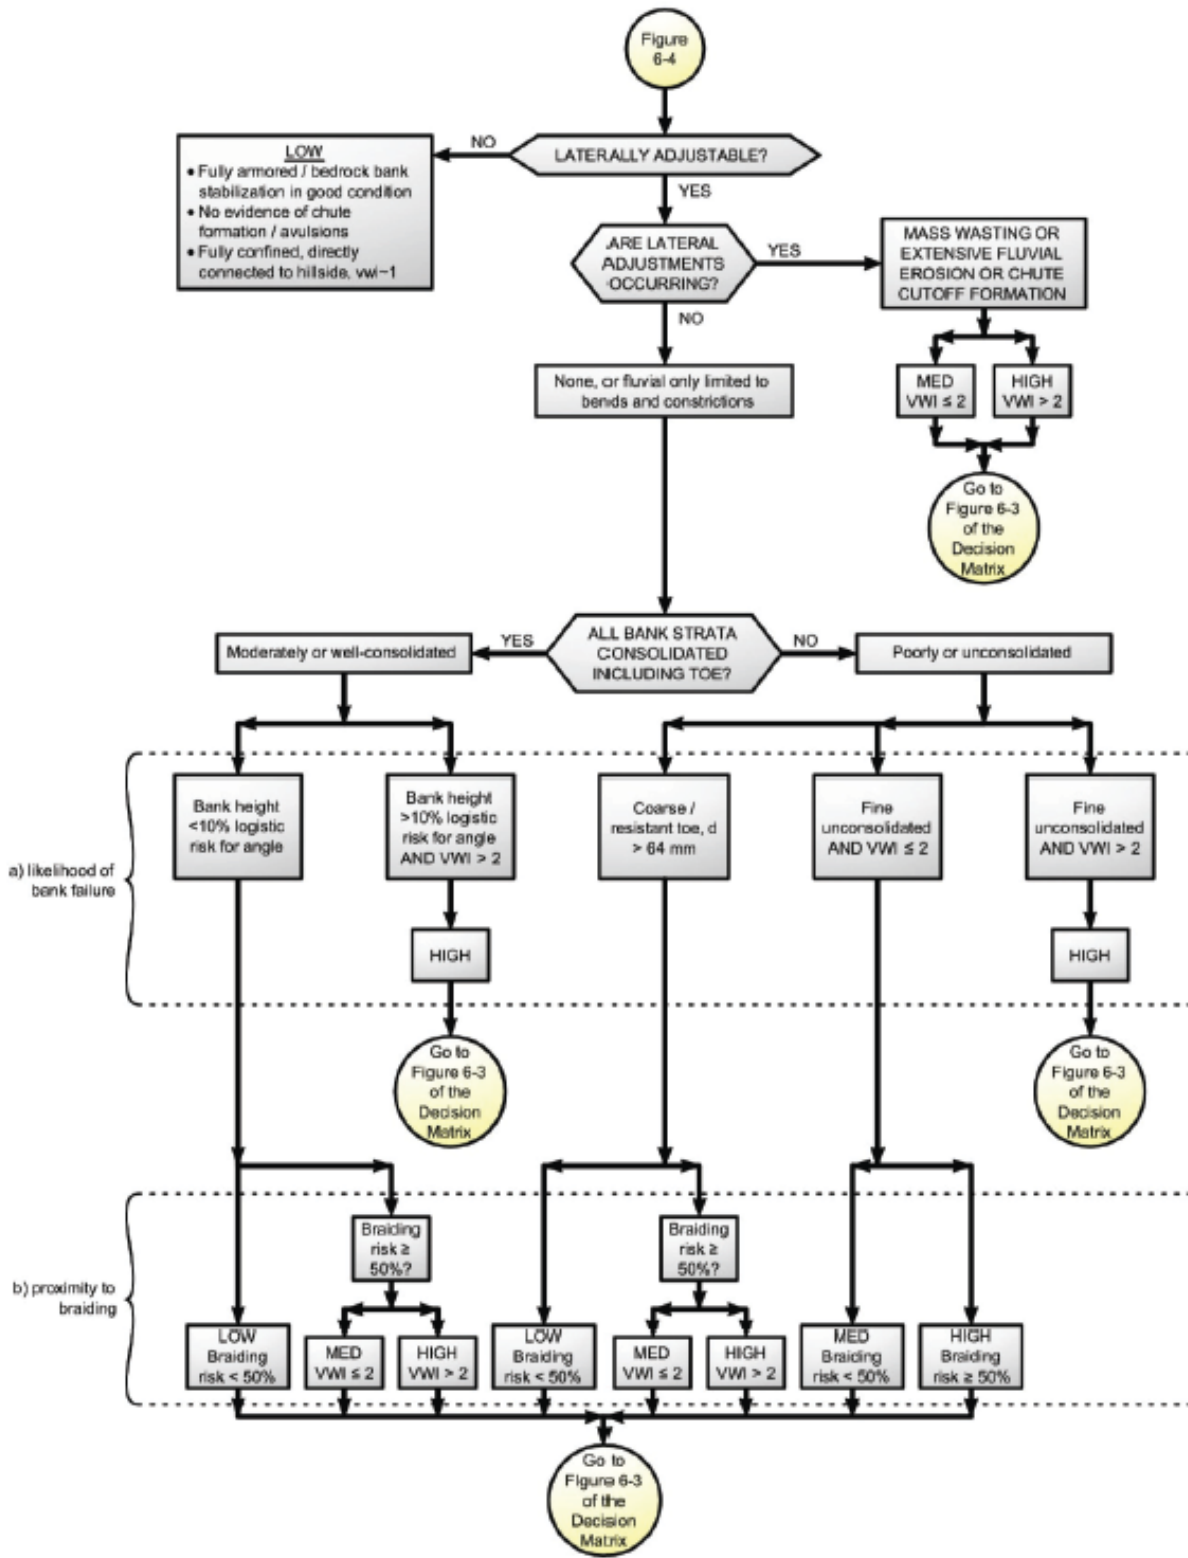 Figure
6-4
LATERALLY ADJUSTABLE?
NO
LOW
• Fully armored / bedrock bank
stabilization in good condition
• No evidence of chute
formation / avulsions
• Fully confined, directly
connected to hillside, vwi~1
YES
ARE LATERAL
ADJUSTMENTS
OCCURRING?
YES
MASS WASTING OR
EXTENSIVE FLUVIAL
EROSION OR CHUTE
CUTOFF FORMATION
NO
MED
VWI ≤ 2
HIGH
VWI > 2
None, or fluvial only limited to
bends and constrictions
Go to
Figure 6-3
of the
Decision
Matrix
ALL BANK STRATA
CONSOLIDATED
INCLUDING TOE?
YES
Moderately or well-consolidated
NO
Poorly or unconsolidated
a) likelihood of
bank failure
Bank height
<10% logistic
risk for angle
Bank height
>10% logistic
risk for angle
AND VWI > 2
Coarse /
resistant toe, d
> 64 mm
Fine
unconsolidated
AND VWI ≤ 2
Fine
unconsolidated
AND VWI > 2
HIGH
HIGH
Go to
Figure 6-3
of the
Decision
Matrix
Go to
Figure 6-3
of the
Decision
Matrix
b) proximity to
braiding
Braiding
risk ≥
50%?
Braiding
risk ≥
50%?
LOW
Braiding
risk < 50%
MED
VWI ≤ 2
HIGH
VWI > 2
LOW
Braiding
risk < 50%
MED
VWI ≤ 2
HIGH
VWI > 2
MED
Braiding
risk < 50%
HIGH
Braiding
risk ≥ 50%
Go to
Figure 6-3
of the
Decision
Matrix